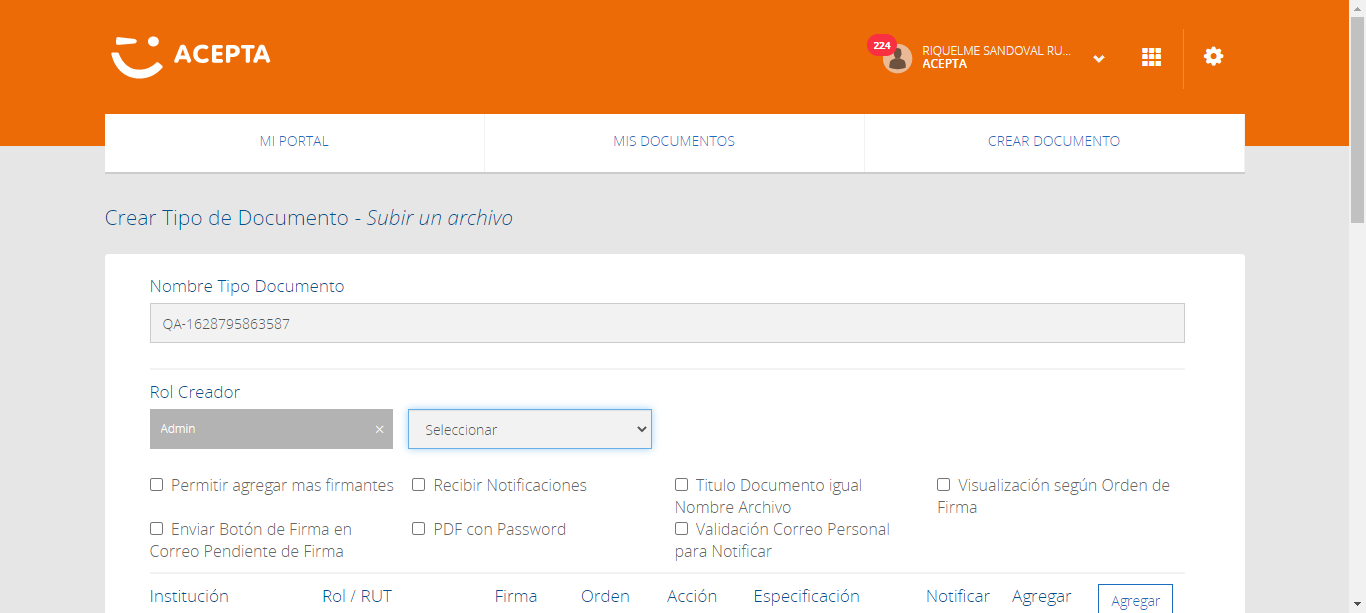 ACEPTA
224
RIQUELME SANDOVAL RU...
ACEPTA
MI PORTAL
MIS DOCUMENTOS
CREAR DOCUMENTO
Crear Tipo de Documento - Subir un archivo
Nombre Tipo Documento
QA-1628795863587
Rol Creador
Admin ×
Seleccionar
Permitir agregar mas firmantes
Recibir Notificaciones
Titulo Documento igual
Nombre Archivo
Visualización según Orden de
Firma
Enviar Botón de Firma en
Correo Pendiente de Firma
PDF con Password
Validación Correo Personal
para Notificar
Institución Rol / RUT Firma Orden Acción Especificación Notificar Agregar Agregar